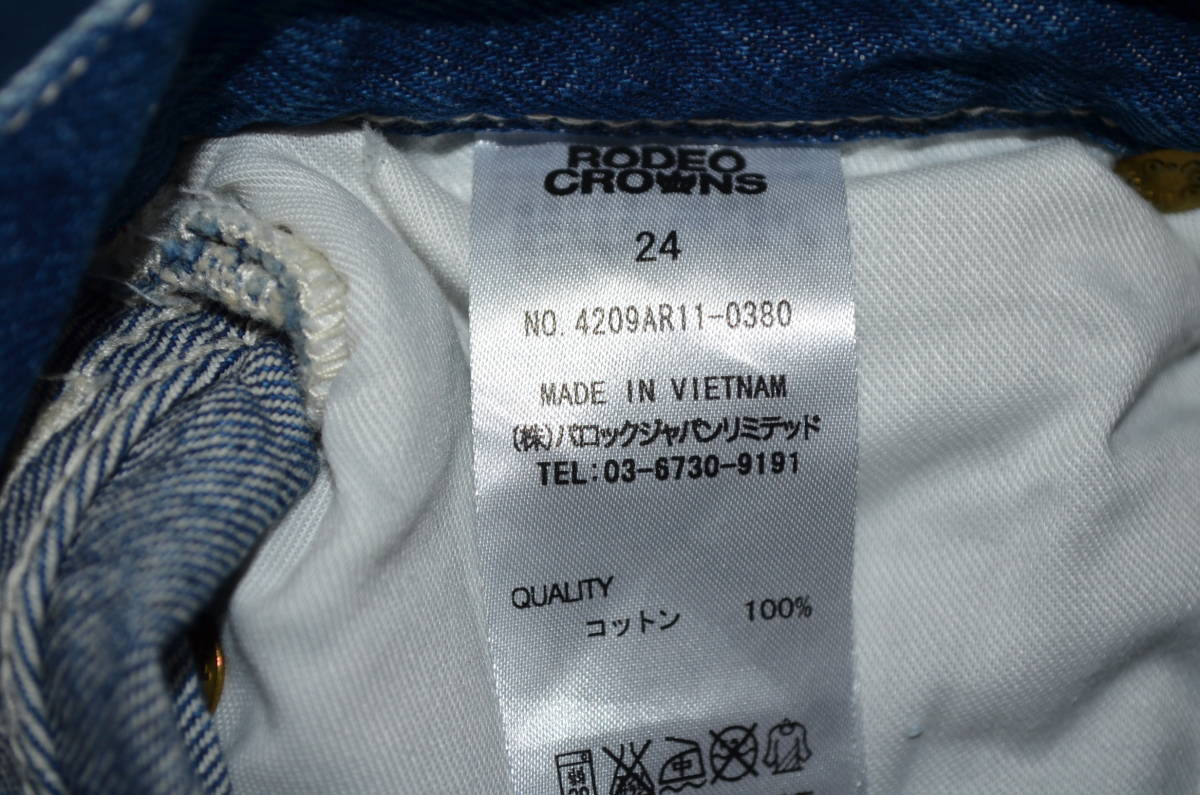 RODEO
CROWNS
24
NO. 4209AR11-0380
MADE IN VIETNAM
(株)バロックジャパンリミテッド
TEL:03-6730-9191
QUALITY
コットン 100%
中